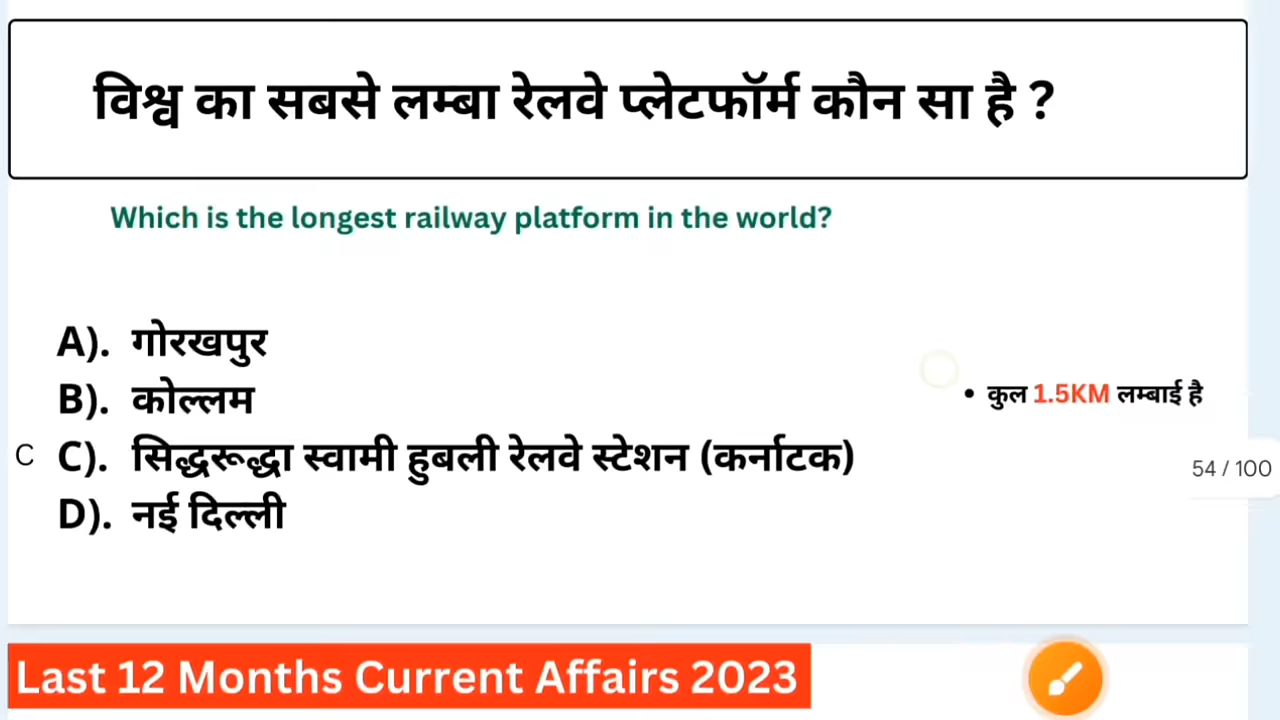 विश्व का सबसे लम्बा रेलवे प्लेटफॉर्म कौन सा है ?
Which is the longest railway platform in the world?
A). गोरखपुर
B). कोल्लम
• कुल 1.5KM लम्बाई है
C C). सिद्धरूद्धा स्वामी हुबली रेलवे स्टेशन (कर्नाटक)
54 / 100
D). नई दिल्ली
Last 12 Months Current Affairs 2023